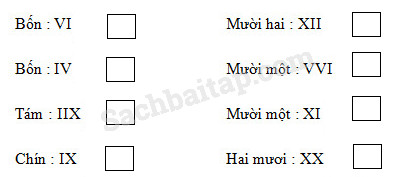 Bốn : VI
Bốn : IV
Tám : IIX
Chín : IX
Mười hai : XII
Mười một : VVI
Mười một : XI
Hai mươi : XX
Sachbaitap.com